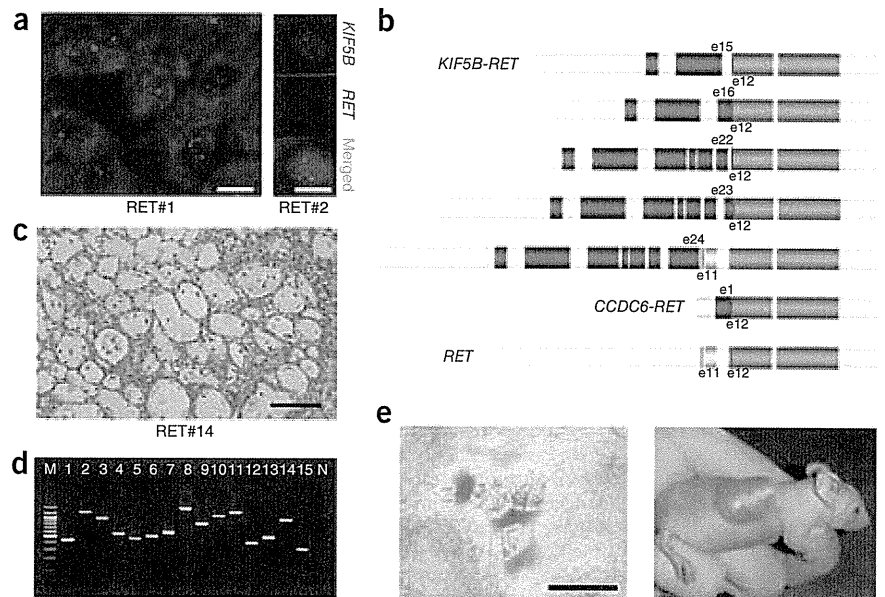 a
KIF5B
RET
Merged
RET#1
RET#2
b
KIF5B-RET
e15
e12
e16
e12
e22
e12
e23
e12
e24
e11
CCDC6-RET
e1
e12
RET
e11 e12
c
RET#14
d
M 1 2 3 4 5 6 7 8 9 10 11 12 13 14 15 N
e